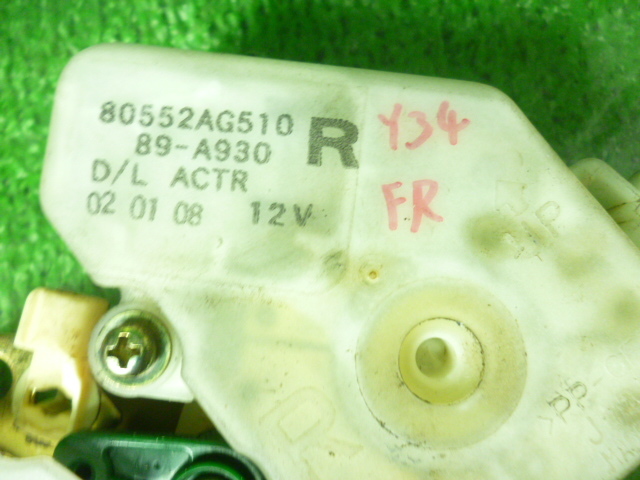 80552AG510
89-A930
D/L ACTR
02 01 08 12V
R
Y34
FR